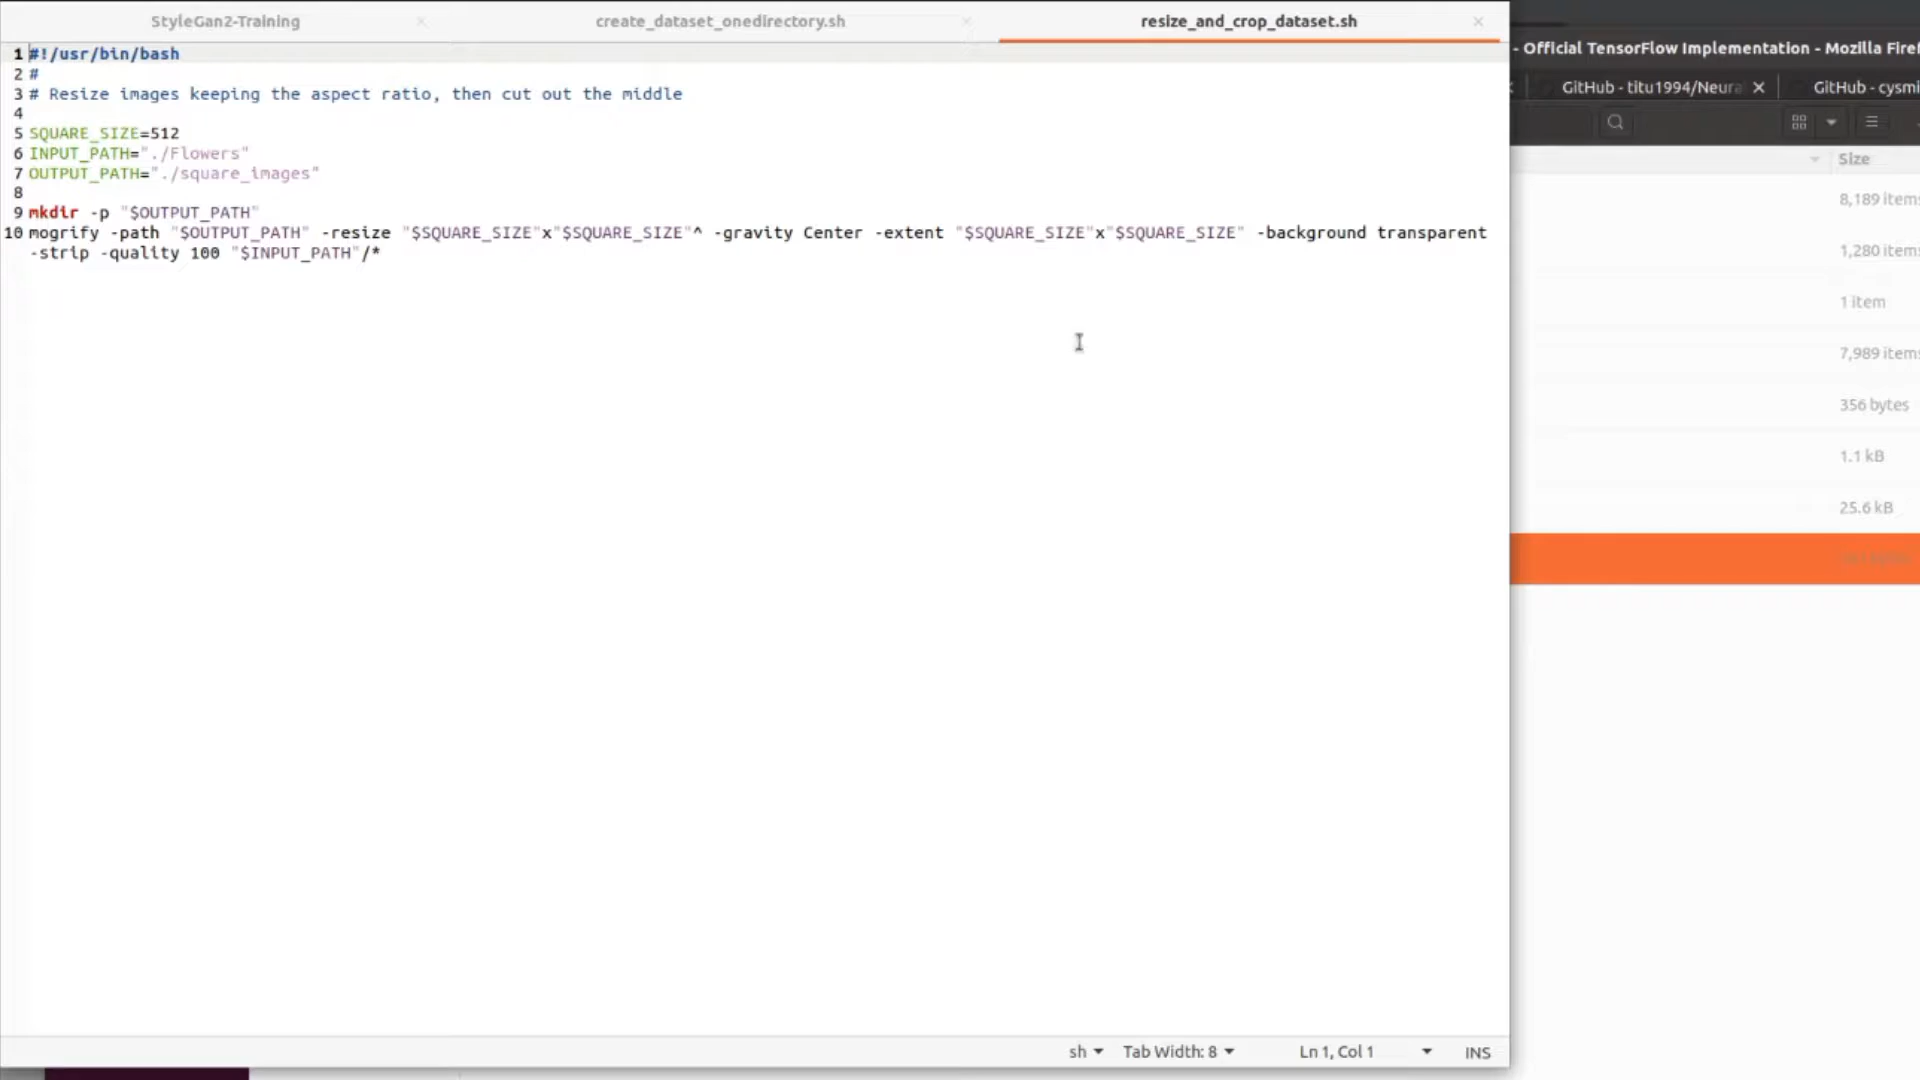 StyleGan2-Training
create_dataset_onedirectory.sh
resize_and_crop_dataset.sh
1 #!/usr/bin/bash
2 #
3 # Resize images keeping the aspect ratio, then cut out the middle
4
5 SQUARE_SIZE=512
6 INPUT_PATH="./Flowers"
7 OUTPUT_PATH="./square_images"
8
9 mkdir -p "$OUTPUT_PATH"
10 mogrify -path "$OUTPUT_PATH" -resize "$SQUARE_SIZE"x"$SQUARE_SIZE"^ -gravity Center -extent "$SQUARE_SIZE"x"$SQUARE_SIZE" -background transparent
-strip -quality 100 "$INPUT_PATH"/*
sh Tab Width: 8 Ln 1, Col 1 INS
- Official TensorFlow Implementation - Mozilla Firef
GitHub - titu1994/Neura
GitHub - cysmi
Size
8,189 items
1,280 items
1 item
7,989 items
356 bytes
1.1 kB
25.6 kB